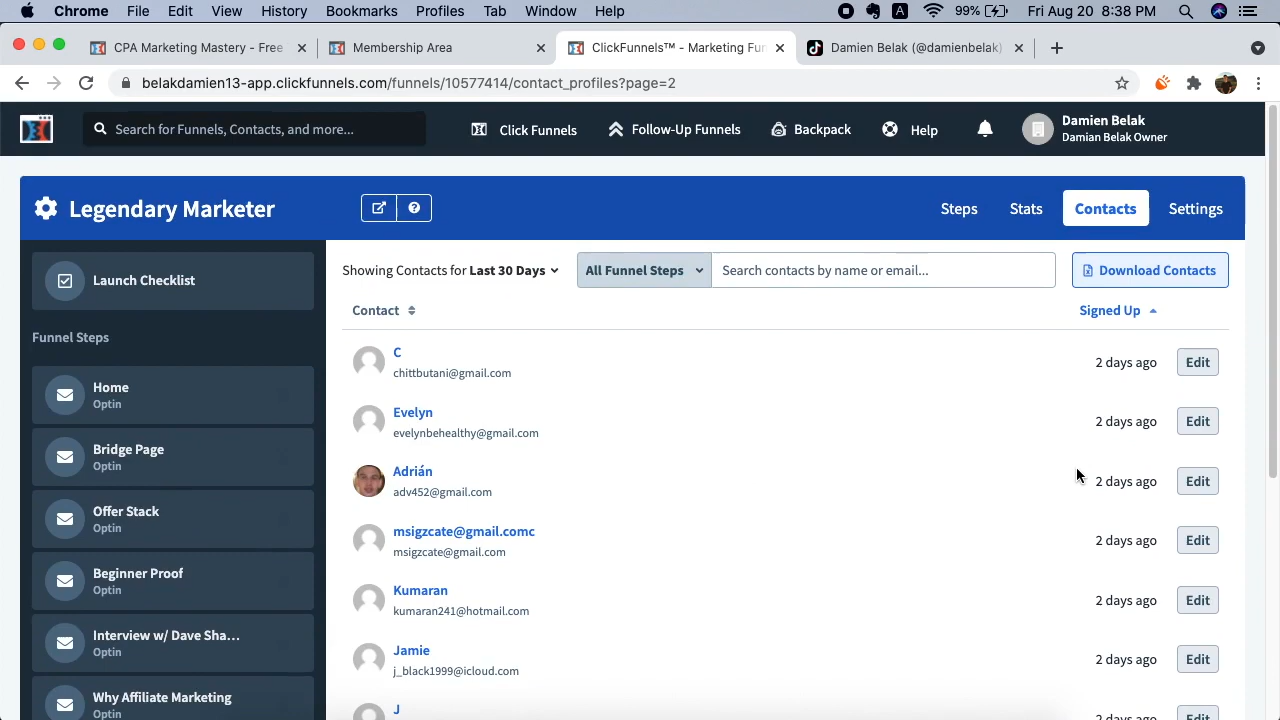 Chrome File Edit View History Bookmarks Profiles Tab Window Help A 99% Fri Aug 20 8:38 PM
CPA Marketing Mastery - Free Membership Area ClickFunnels™ - Marketing Fun Damien Belak (@damienbelak)
belakdamien13-app.clickfunnels.com/funnels/10577414/contact_profiles?page=2
Search for Funnels, Contacts, and more... Click Funnels Follow-Up Funnels Backpack Help Damien Belak
Damian Belak Owner
Legendary Marketer ? Steps Stats Contacts Settings
Launch Checklist
Funnel Steps
Home
Optin
Bridge Page
Optin
Offer Stack
Optin
Beginner Proof
Optin
Interview w/ Dave Sha...
Optin
Why Affiliate Marketing
Optin
Showing Contacts for Last 30 Days All Funnel Steps Search contacts by name or email... Download Contacts
Contact Signed Up
C
chittbutani@gmail.com
2 days ago Edit
Evelyn
evelynbehealthy@gmail.com
2 days ago Edit
Adrián
adv452@gmail.com
2 days ago Edit
msigzcate@gmail.comc
msigzcate@gmail.com
2 days ago Edit
Kumaran
kumaran241@hotmail.com
2 days ago Edit
Jamie
j_black1999@icloud.com
2 days ago Edit
J
2 days ago Edit